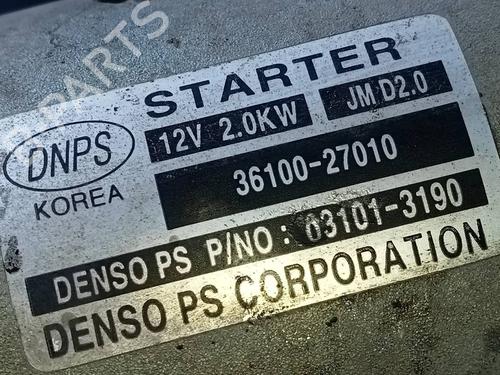 STARTER
DNPS
12V 2.0KW
JM D2.0
KOREA
36100-27010
DENSO PS P/NO : 03101-3190
DENSO PS CORPORATION